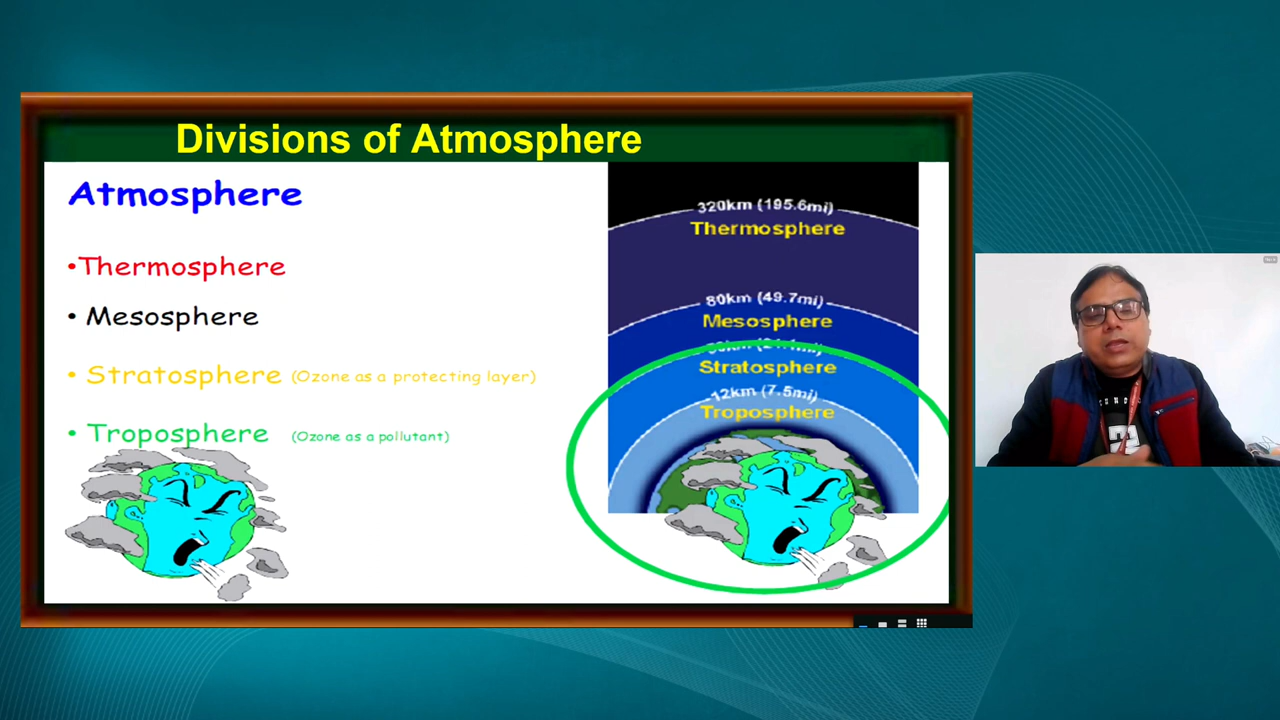 Divisions of Atmosphere
Atmosphere
•Thermosphere
• Mesosphere
• Stratosphere (Ozone as a protecting layer)
• Troposphere (Ozone as a pollutant)
320km (195.6mi)
Thermosphere
80km (49.7mi)
Mesosphere
Stratosphere
12km (7.5mi)
Troposphere